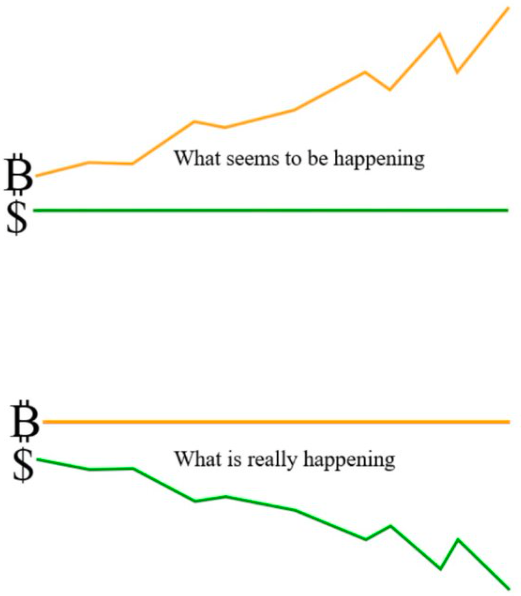 What seems to be happening
₿
$
₿
$
What is really happening